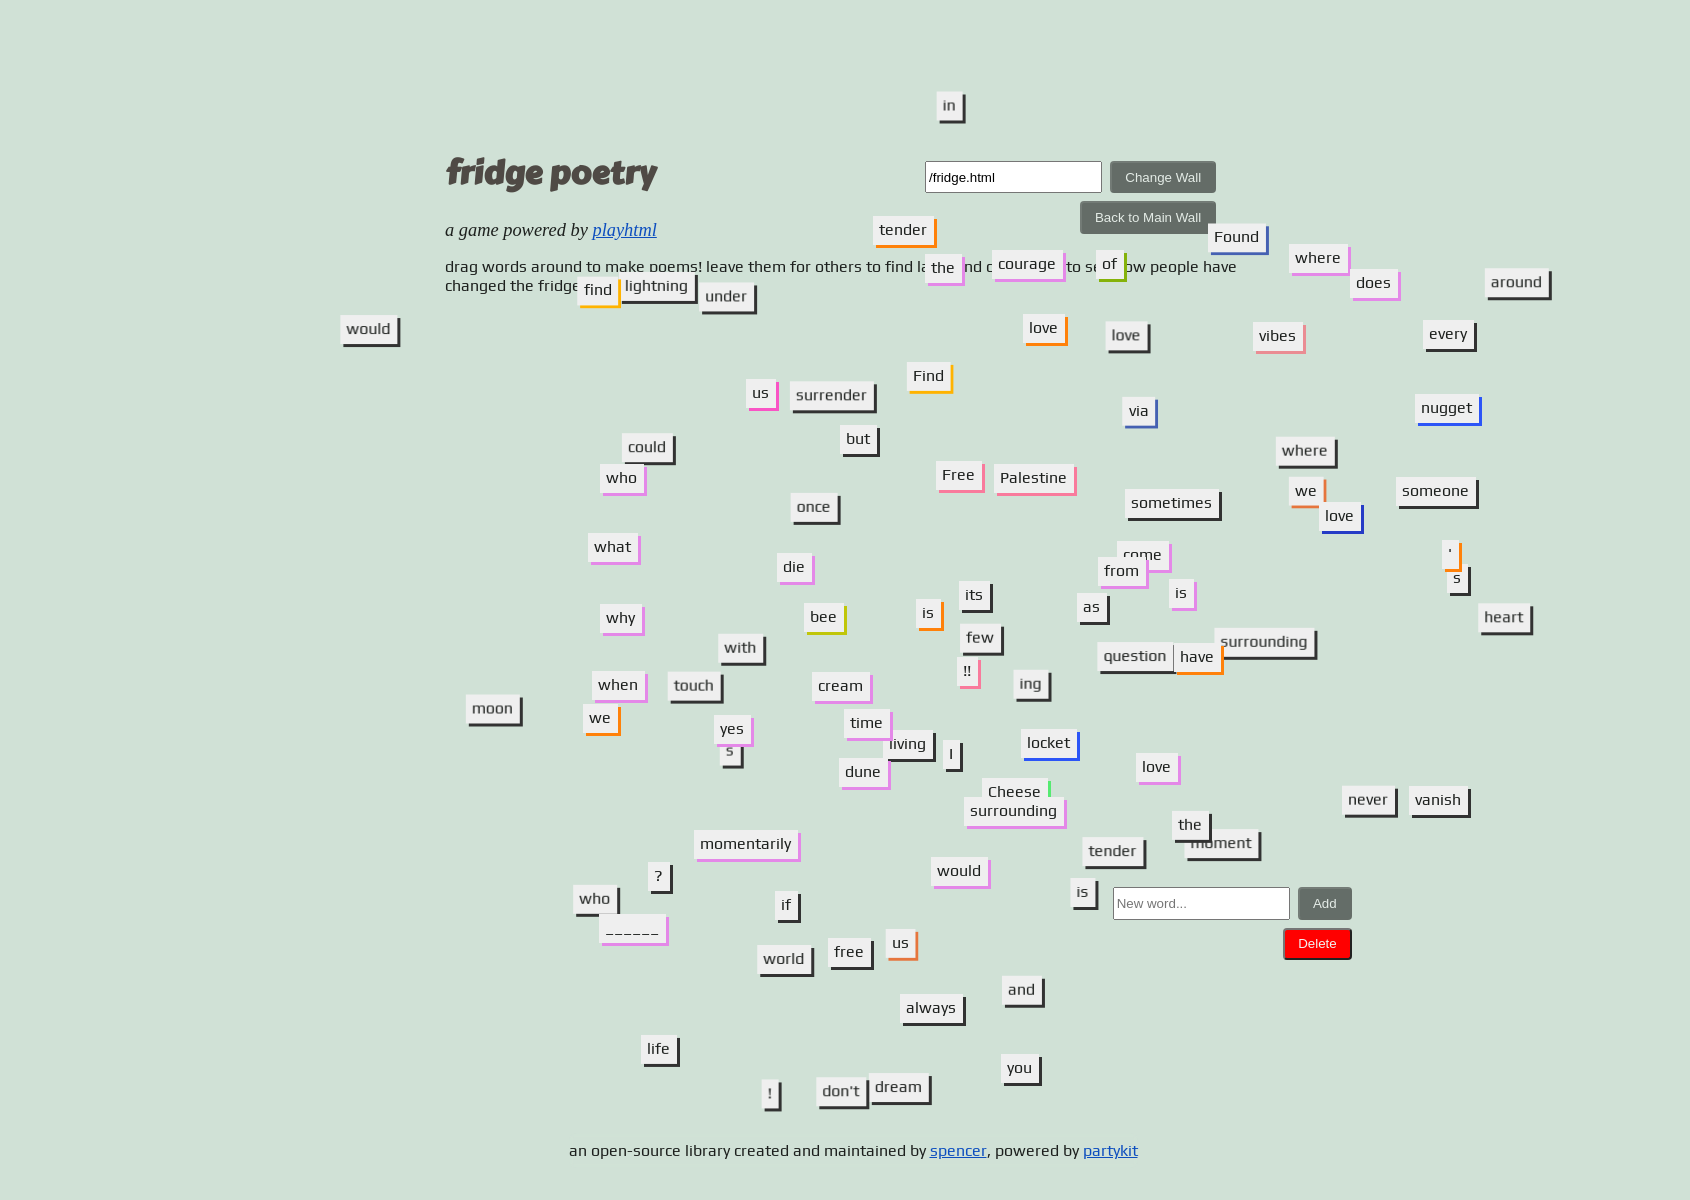 in
fridge poetry
/fridge.html
Change Wall
Back to Main Wall
a game powered by playhtml
tender
Found
drag words around to make poems! leave them for others to find
the
courage
to
of
how people have
where
changed the fridge
find
lightning
under
does
around
would
love
love
vibes
every
Find
us
surrender
via
nugget
but
could
where
who
Free
Palestine
we
someone
once
sometimes
love
what
come
'
die
from
s
its
is
as
is
bee
why
heart
few
with
surrounding
question
have
!!
when
touch
cream
ing
moon
we
time
yes
living
locket
s
I
dune
love
Cheese
surrounding
never
vanish
the
momentarily
moment
tender
?
would
is
who
if
New word...
Add
______
us
Delete
world
free
and
always
life
you
!
don't
dream
an open-source library created and maintained by spencer, powered by partykit